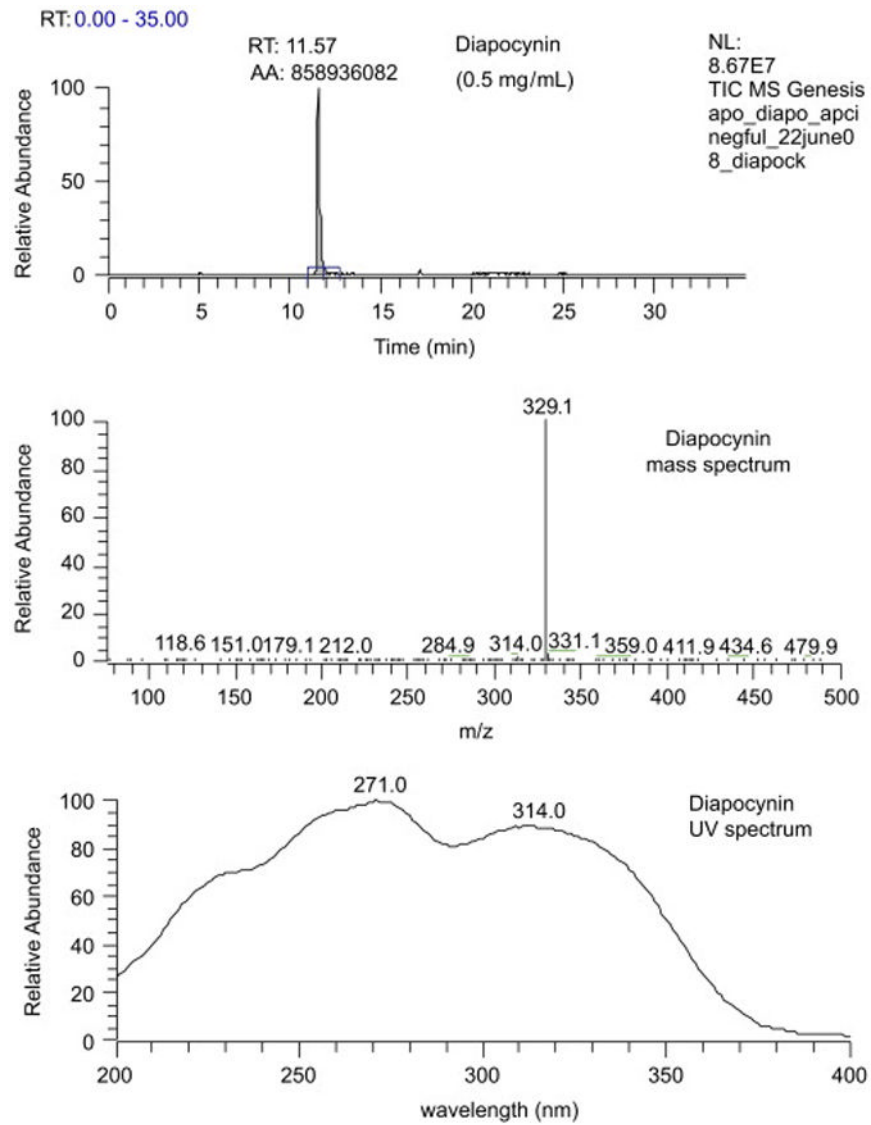 RT: 0.00 - 35.00
RT: 11.57
AA: 858936082
Diapocynin
(0.5 mg/mL)
NL:
8.67E7
TIC MS Genesis
apo_diapo_apci
negful_22june0
8_diapock
Relative Abundance
100
50
0
0 5 10 15 20 25 30
Time (min)
329.1
Diapocynin
mass spectrum
Relative Abundance
100
80
60
40
20
0
118.6 151.0 179.1 212.0 284.9 314.0 331.1 359.0 411.9 434.6 479.9
100 150 200 250 300 350 400 450 500
m/z
271.0
314.0
Diapocynin
UV spectrum
Relative Abundance
100
80
60
40
20
0
200 250 300 350 400
wavelength (nm)